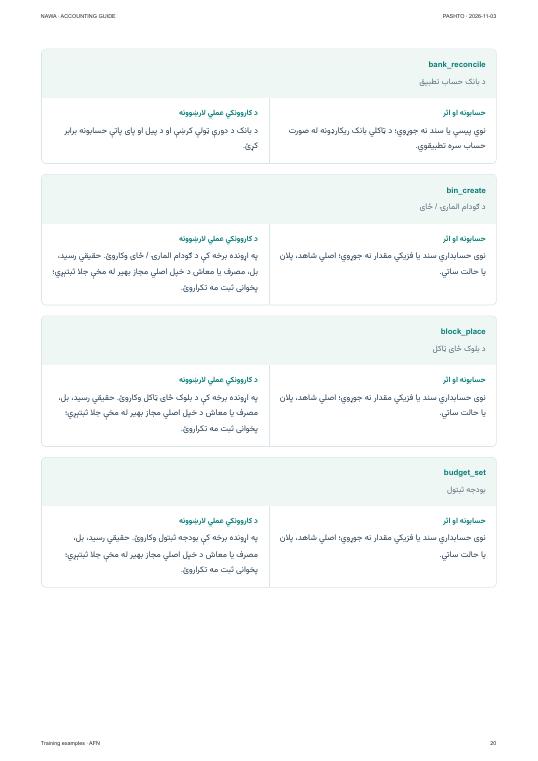 NAWA · ACCOUNTING GUIDE
PASHTO · 2026-11-03
bank_reconcile
د بانک حساب تطبیق
حسابونه او اثر
نوي پیسې یا سند نه جوړوي؛ د ټاکلي بانک ریکارډونه له صورت
حساب سره تطبیقوي.
د کاروونکي عملي لارښوونه
د بانک د دورې ټولې کرښې او د پیل او پای پاتې حسابونه برابر
کړئ.
bin_create
د ګودام المارۍ / ځای
حسابونه او اثر
نوی حسابداري سند یا فزیکي مقدار نه جوړوي؛ اصلي شاهد، پلان
یا حالت ساتي.
د کاروونکي عملي لارښوونه
په اړونده برخه کې د ګودام المارۍ / ځای وکاروئ. حقیقي رسید،
بل، مصرف یا معاش د خپل اصلي مجاز بهیر له مخې جلا ثبتېږي؛
پخوانی ثبت مه تکراروئ.
block_place
د بلوک ځای ټاکل
حسابونه او اثر
نوی حسابداري سند یا فزیکي مقدار نه جوړوي؛ اصلي شاهد، پلان
یا حالت ساتي.
د کاروونکي عملي لارښوونه
په اړونده برخه کې د بلوک ځای ټاکل وکاروئ. حقیقي رسید، بل،
مصرف یا معاش د خپل اصلي مجاز بهیر له مخې جلا ثبتېږي؛
پخوانی ثبت مه تکراروئ.
budget_set
بودجه ثبتول
حسابونه او اثر
نوی حسابداري سند یا فزیکي مقدار نه جوړوي؛ اصلي شاهد، پلان
یا حالت ساتي.
د کاروونکي عملي لارښوونه
په اړونده برخه کې بودجه ثبتول وکاروئ. حقیقي رسید، بل،
مصرف یا معاش د خپل اصلي مجاز بهیر له مخې جلا ثبتېږي؛
پخوانی ثبت مه تکراروئ.
Training examples · AFN
20